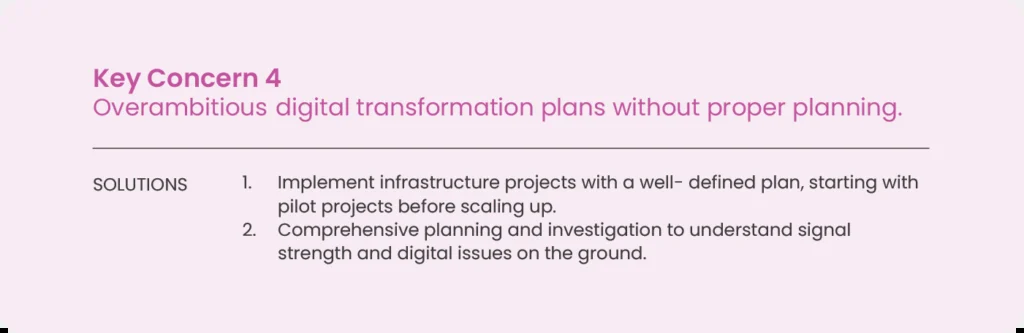 Key Concern 4
Overambitious digital transformation plans without proper planning.
SOLUTIONS
1. Implement infrastructure projects with a well- defined plan, starting with
pilot projects before scaling up.
2. Comprehensive planning and investigation to understand signal
strength and digital issues on the ground.